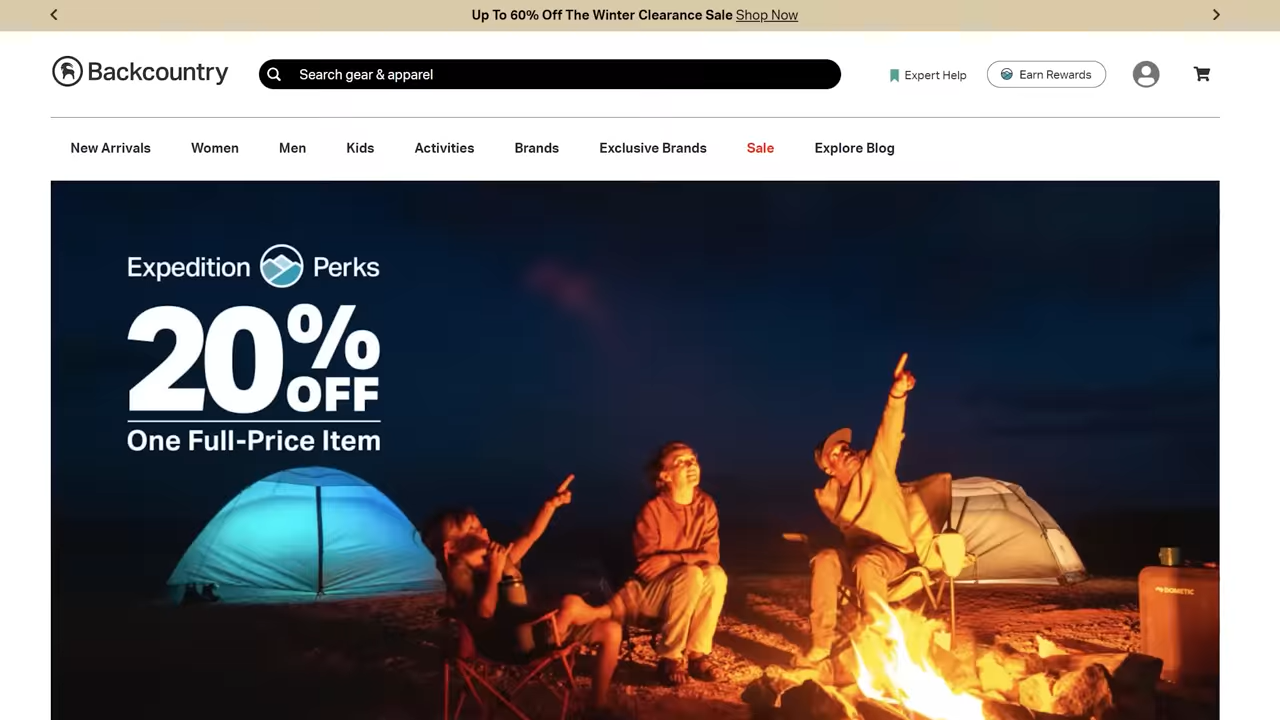 Up To 60% Off The Winter Clearance Sale Shop Now
Backcountry
Search gear & apparel
Expert Help
Earn Rewards
New Arrivals
Women
Men
Kids
Activities
Brands
Exclusive Brands
Sale
Explore Blog
Expedition Perks
20% OFF
One Full-Price Item
DOMETIC